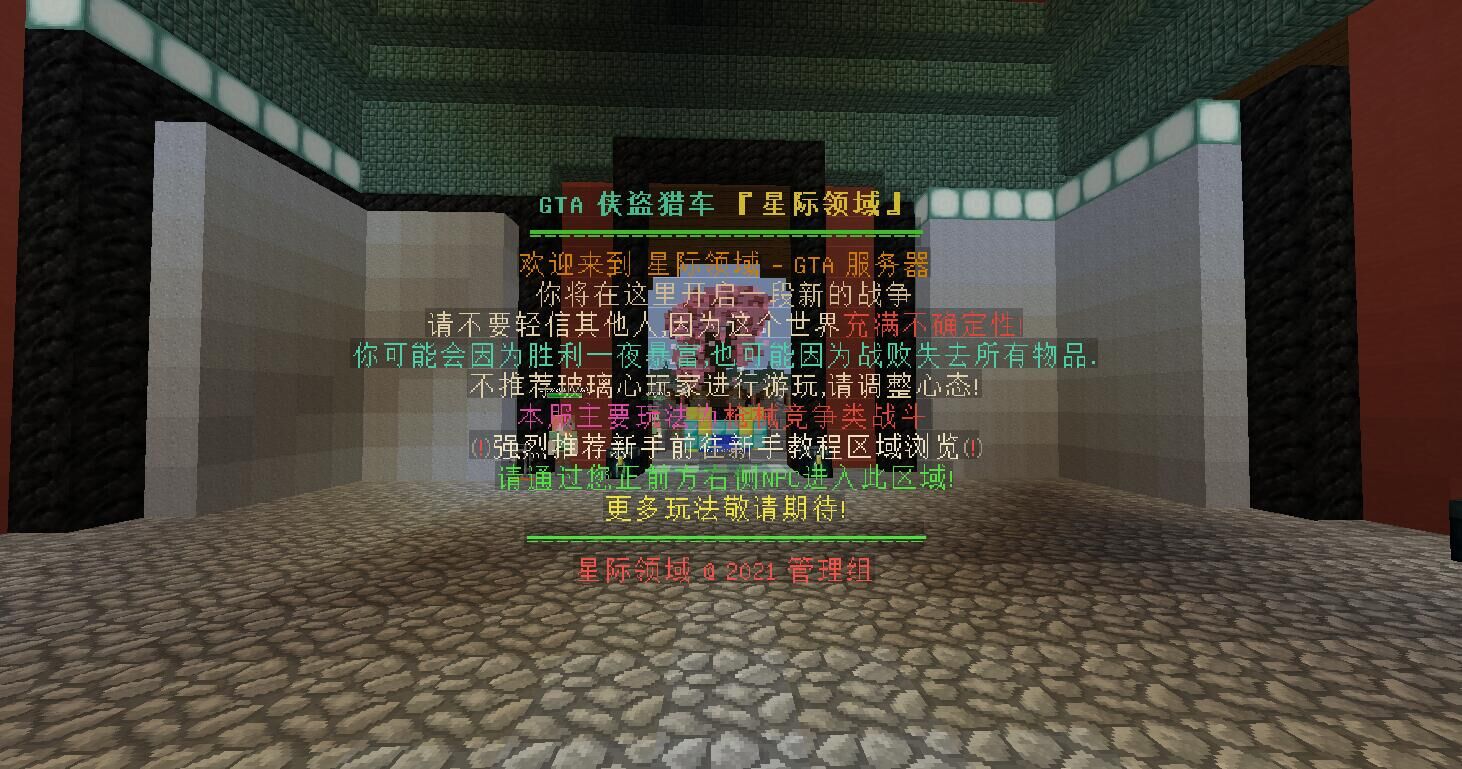 GTA 侠盗猎车 『星际领域』
欢迎来到 星际领域 - GTA 服务器
你将在这里开启一段新的战争
请不要轻信其他人,因为这个世界充满不确定性!
你可能会因为胜利一夜暴富,也可能因为战败失去所有物品.
不推荐玻璃心玩家进行游玩,请调整心态!
本服主要玩法为枪械竞争类战斗
(!)强烈推荐新手前往新手教程区域浏览(!)
请通过您正前方右侧NPC进入此区域!
更多玩法敬请期待!
星际领域 @ 2021 管理组